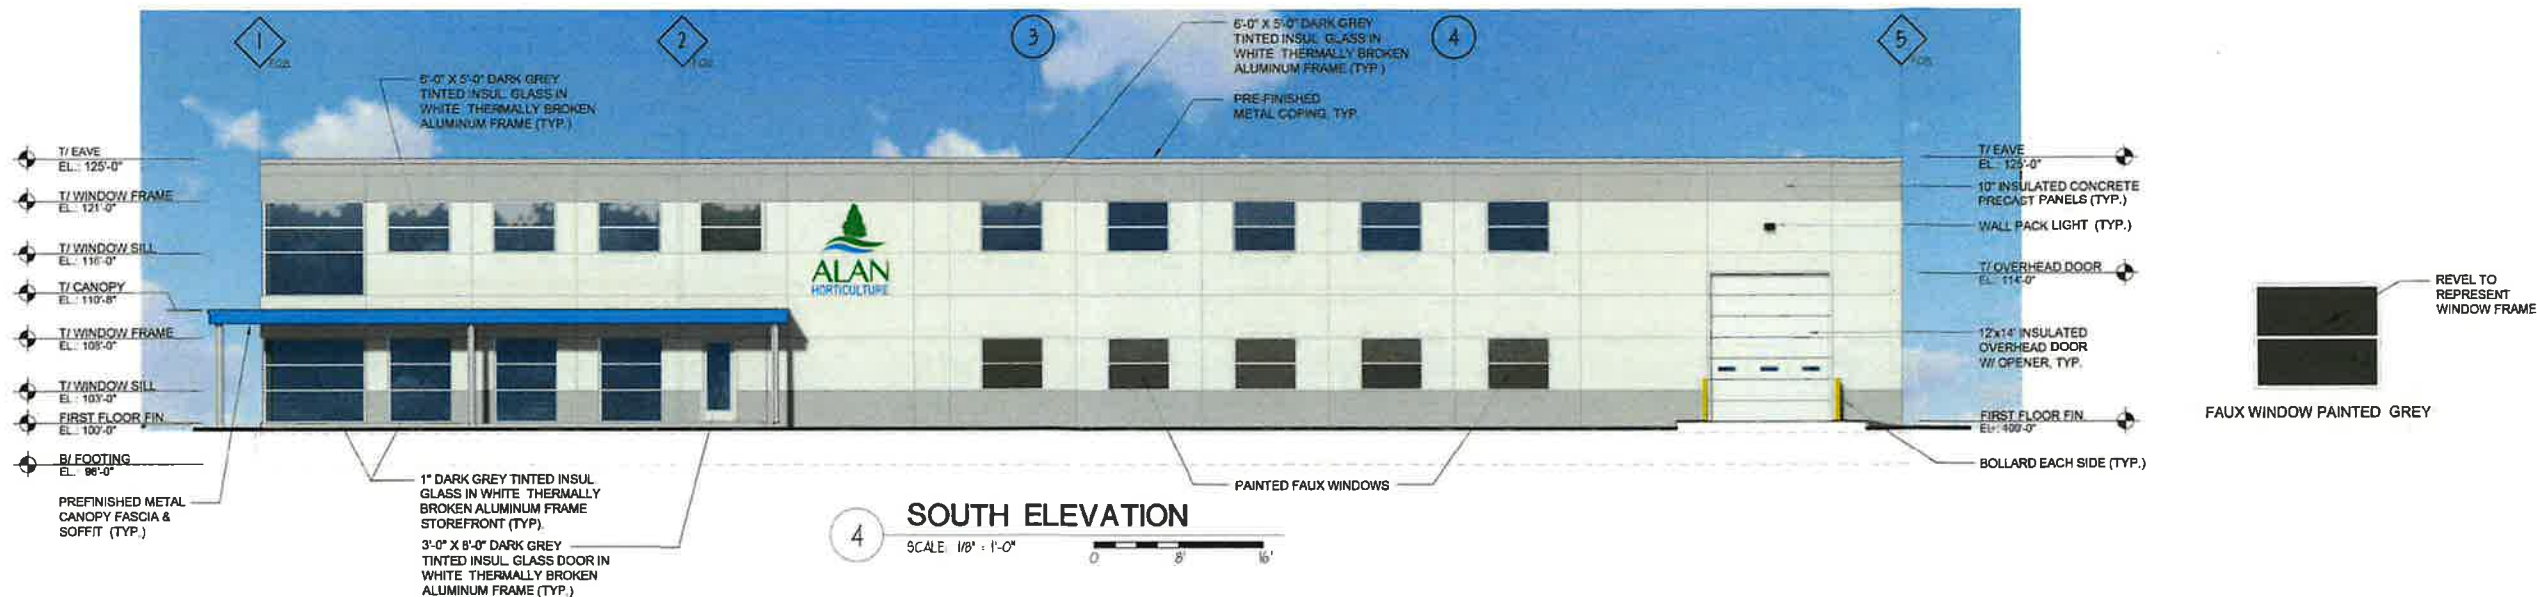 1
F.O.B.
2
F.O.B.
3
4
5
F.O.B.
6'-0" X 5'-0" DARK GREY
TINTED INSUL. GLASS IN
WHITE THERMALLY BROKEN
ALUMINUM FRAME (TYP.)
6'-0" X 5'-0" DARK GREY
TINTED INSUL. GLASS IN
WHITE THERMALLY BROKEN
ALUMINUM FRAME (TYP.)
PRE-FINISHED
METAL COPING, TYP.
T/ EAVE
EL.: 125'-0"
T/ WINDOW FRAME
EL.: 121'-0"
T/ WINDOW SILL
EL.: 116'-0"
T/ CANOPY
EL.: 110'-8"
T/ WINDOW FRAME
EL.: 108'-0"
T/ WINDOW SILL
EL.: 103'-0"
FIRST FLOOR FIN.
EL.: 100'-0"
B/ FOOTING
EL.: 96'-0"
PREFINISHED METAL
CANOPY FASCIA &
SOFFIT (TYP.)
ALAN
HORTICULTURE
T/ EAVE
EL.: 125'-0"
10" INSULATED CONCRETE
PRECAST PANELS (TYP.)
WALL PACK LIGHT (TYP.)
T/ OVERHEAD DOOR
EL.: 114'-0"
12'x14' INSULATED
OVERHEAD DOOR
W/ OPENER, TYP.
FIRST FLOOR FIN.
EL.: 100'-0"
BOLLARD EACH SIDE (TYP.)
REVEL TO
REPRESENT
WINDOW FRAME
FAUX WINDOW PAINTED GREY
1" DARK GREY TINTED INSUL
GLASS IN WHITE THERMALLY
BROKEN ALUMINUM FRAME
STOREFRONT (TYP).
3'-0" X 8'-0" DARK GREY
TINTED INSUL. GLASS DOOR IN
WHITE THERMALLY BROKEN
ALUMINUM FRAME (TYP.)
PAINTED FAUX WINDOWS
4
SOUTH ELEVATION
SCALE: 1/8" = 1'-0"
0 8' 16'